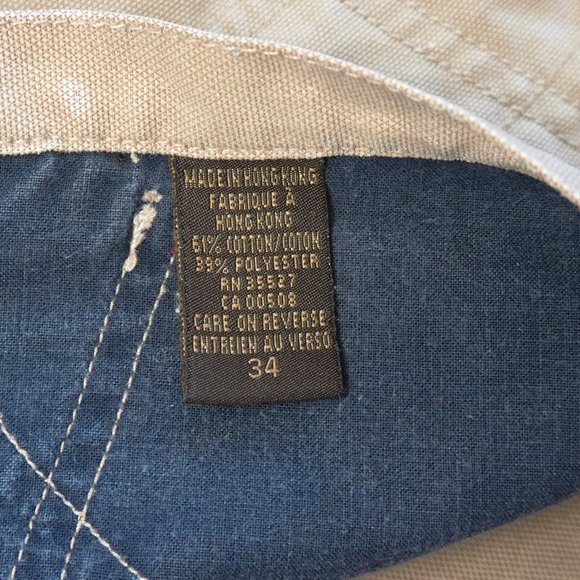 MADE IN HONG KONG
FABRIQUE À
HONG KONG
61% COTTON/COTON
39% POLYESTER
RN 35527
CA 00508
CARE ON REVERSE
ENTREIEN AU VERSO
34